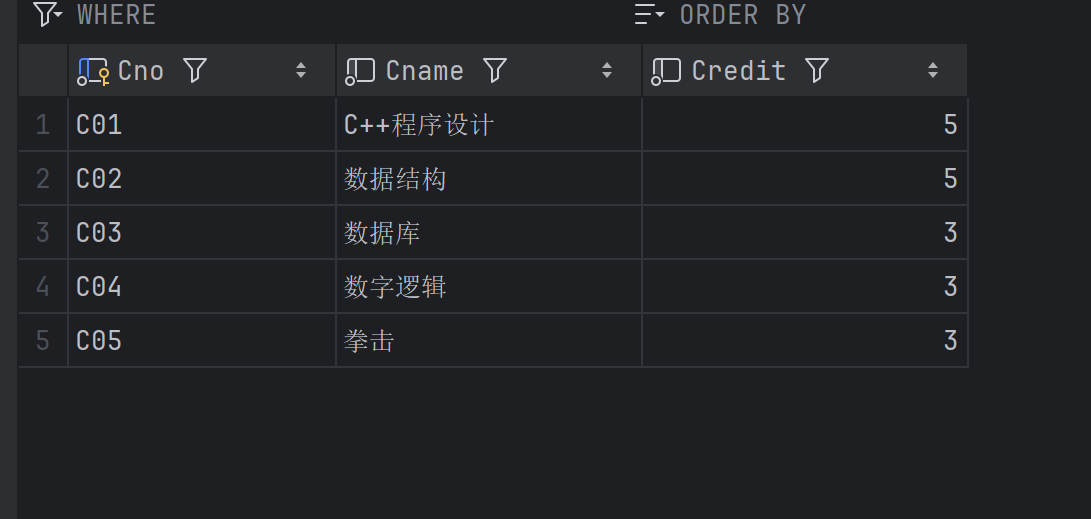 WHERE ORDER BY
Cno Cname Credit
1 C01 C++程序设计 5
2 C02 数据结构 5
3 C03 数据库 3
4 C04 数字逻辑 3
5 C05 拳击 3